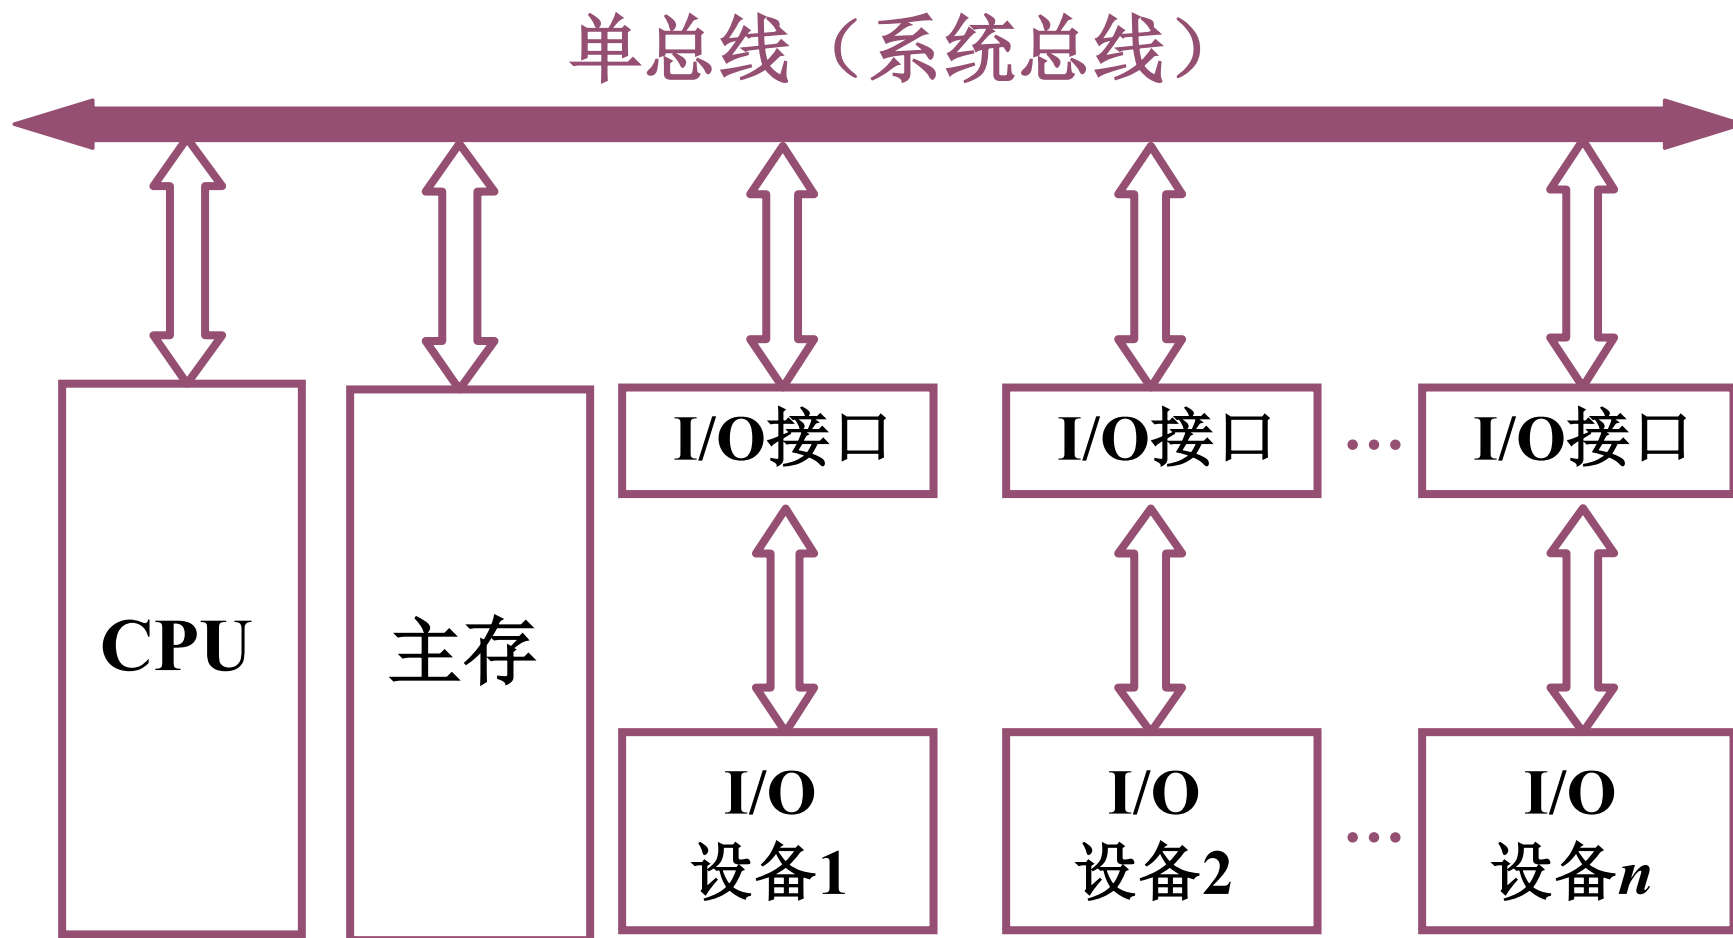 单总线（系统总线）
I/O接口
I/O接口
···
I/O接口
CPU
主存
I/O
设备1
I/O
设备2
···
I/O
设备n